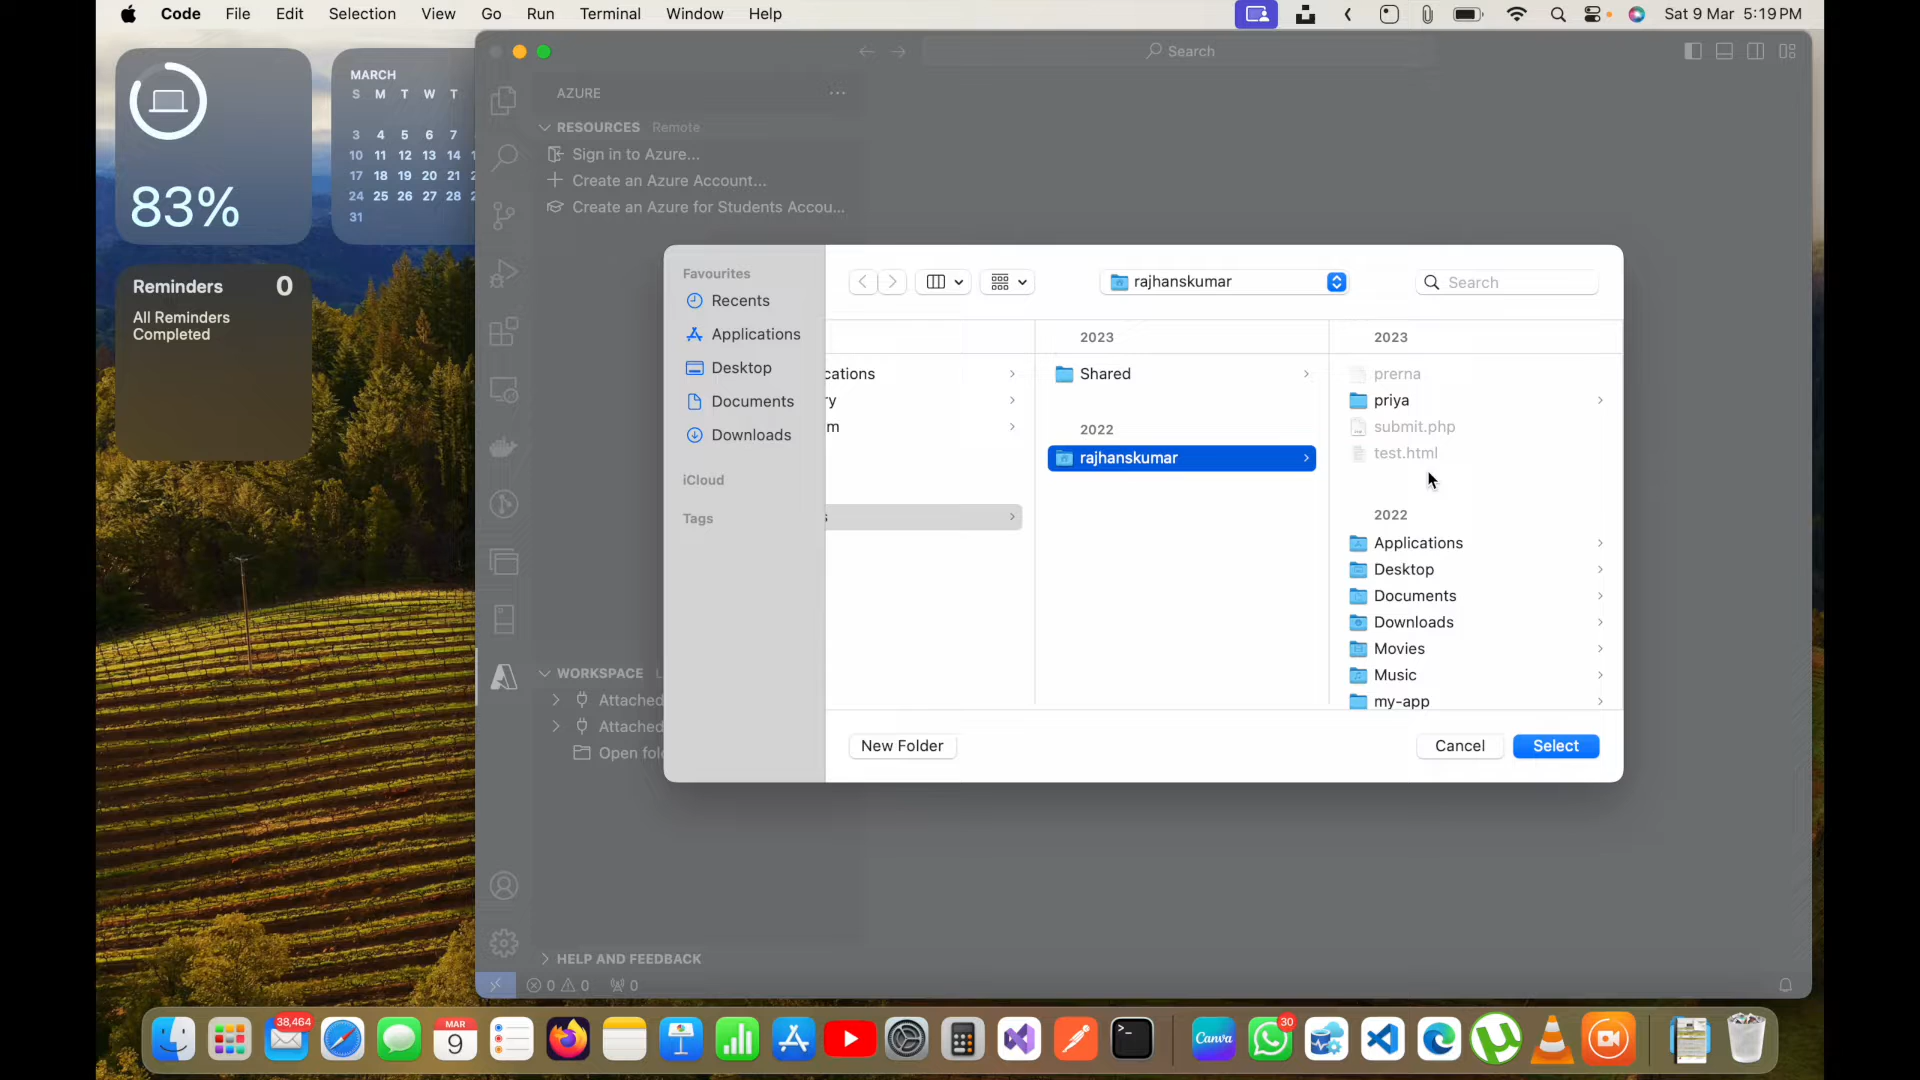 Code File Edit Selection View Go Run Terminal Window Help
Sat 9 Mar 5:19 PM
83%
MARCH
S M T W T
3 4 5 6 7
10 11 12 13 14
17 18 19 20 21
24 25 26 27 28
31
Reminders 0
All Reminders
Completed
Search
AZURE
RESOURCES Remote
Sign in to Azure...
Create an Azure Account...
Create an Azure for Students Accou...
WORKSPACE
Attached
Attached
Open fol
HELP AND FEEDBACK
0 0 0
Favourites
Recents
Applications
Desktop
Documents
Downloads
iCloud
Tags
rajhanskumar
Search
cations
ry
m
s
2023
Shared
2022
rajhanskumar
2023
prerna
priya
submit.php
test.html
2022
Applications
Desktop
Documents
Downloads
Movies
Music
my-app
New Folder
Cancel
Select
38,464
MAR
9
Canva
30